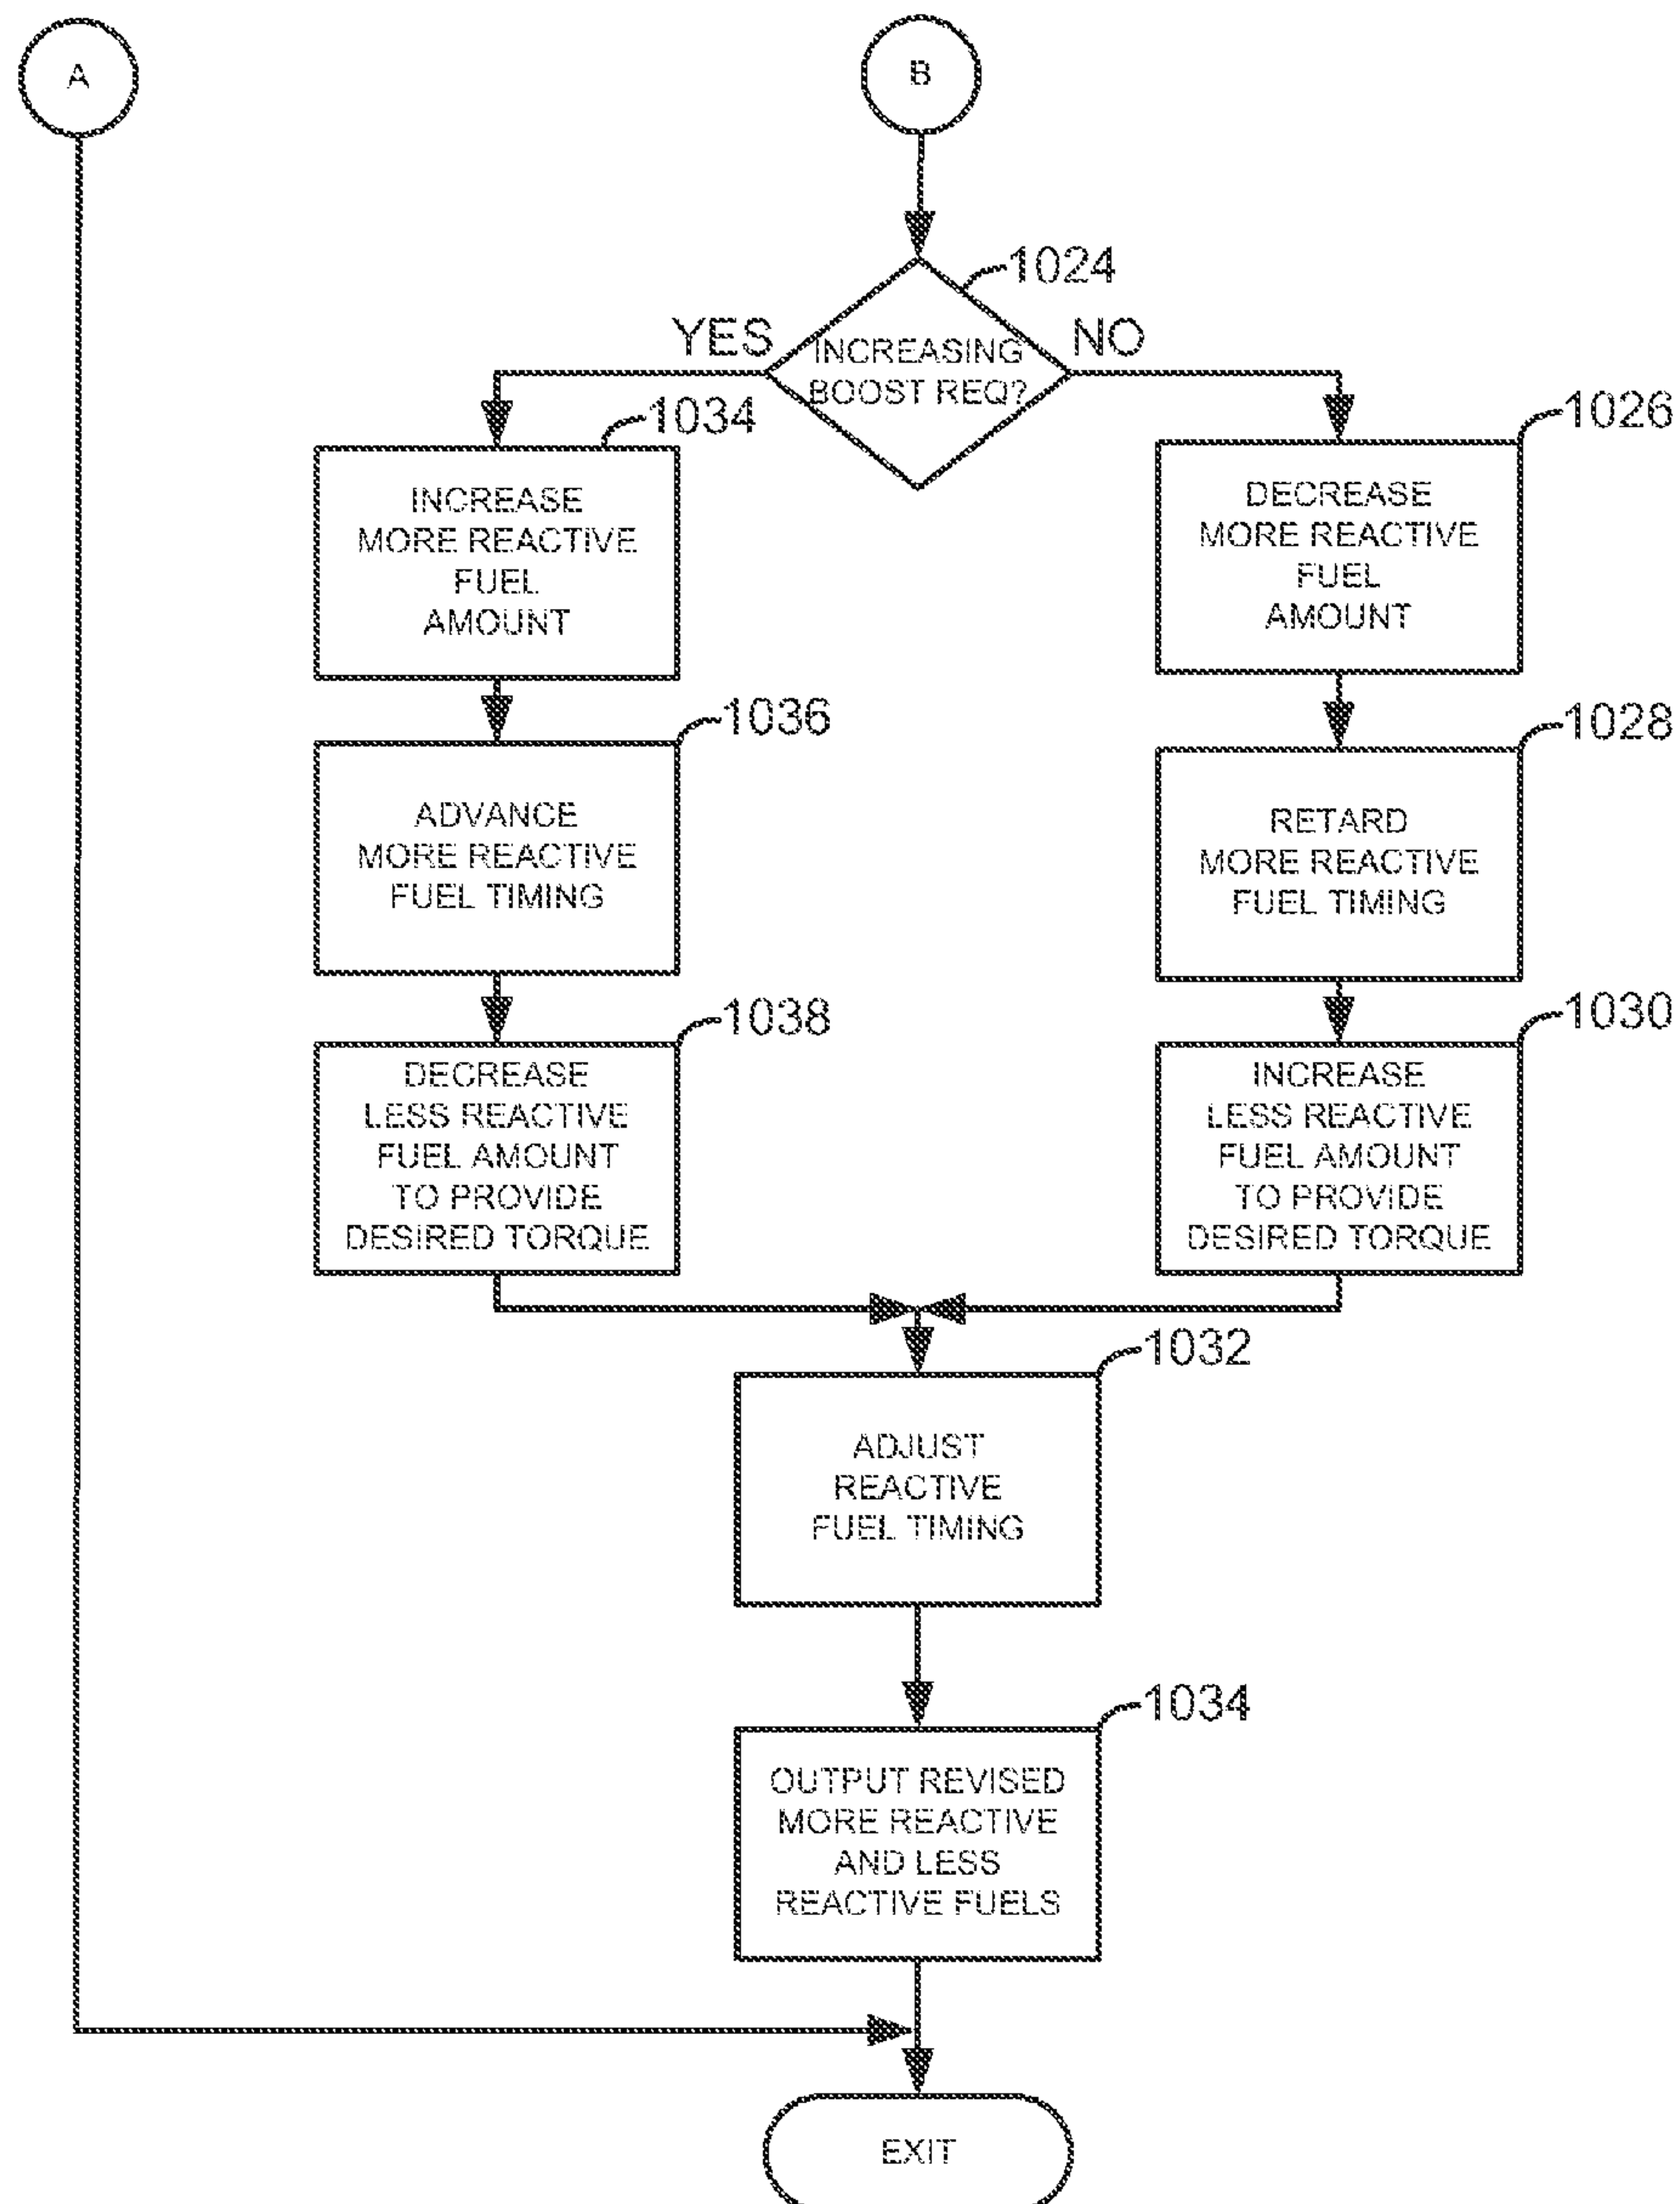 A
B
1024
YES
NO
INCREASING
BOOST REQ?
1034
INCREASE
MORE REACTIVE
FUEL
AMOUNT
1026
DECREASE
MORE REACTIVE
FUEL
AMOUNT
1036
ADVANCE
MORE REACTIVE
FUEL TIMING
1028
RETARD
MORE REACTIVE
FUEL TIMING
1038
DECREASE
LESS REACTIVE
FUEL AMOUNT
TO PROVIDE
DESIRED TORQUE
1030
INCREASE
LESS REACTIVE
FUEL AMOUNT
TO PROVIDE
DESIRED TORQUE
1032
ADJUST
REACTIVE
FUEL TIMING
1034
OUTPUT REVISED
MORE REACTIVE
AND LESS
REACTIVE FUELS
EXIT